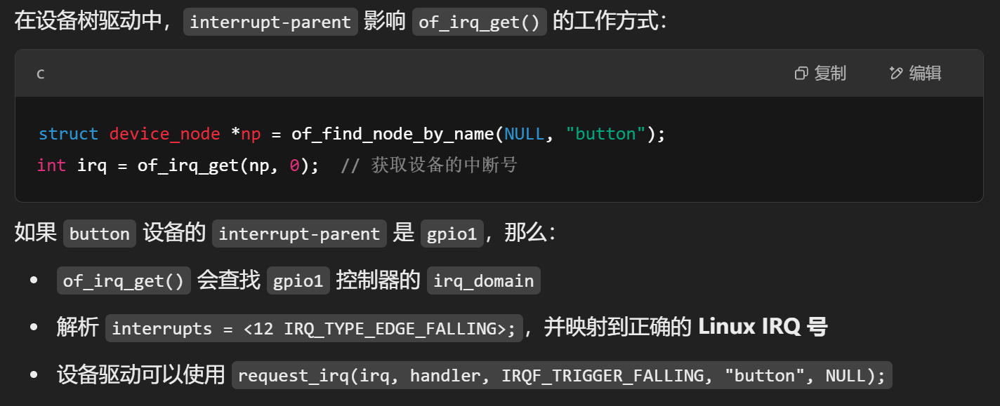 在设备树驱动中，interrupt-parent 影响 of_irq_get() 的工作方式：
c 复制 编辑
struct device_node *np = of_find_node_by_name(NULL, "button");
int irq = of_irq_get(np, 0);  // 获取设备的中断号
如果 button 设备的 interrupt-parent 是 gpio1，那么：
• of_irq_get() 会查找 gpio1 控制器的 irq_domain
• 解析 interrupts = <12 IRQ_TYPE_EDGE_FALLING>;，并映射到正确的 Linux IRQ 号
• 设备驱动可以使用 request_irq(irq, handler, IRQF_TRIGGER_FALLING, "button", NULL);